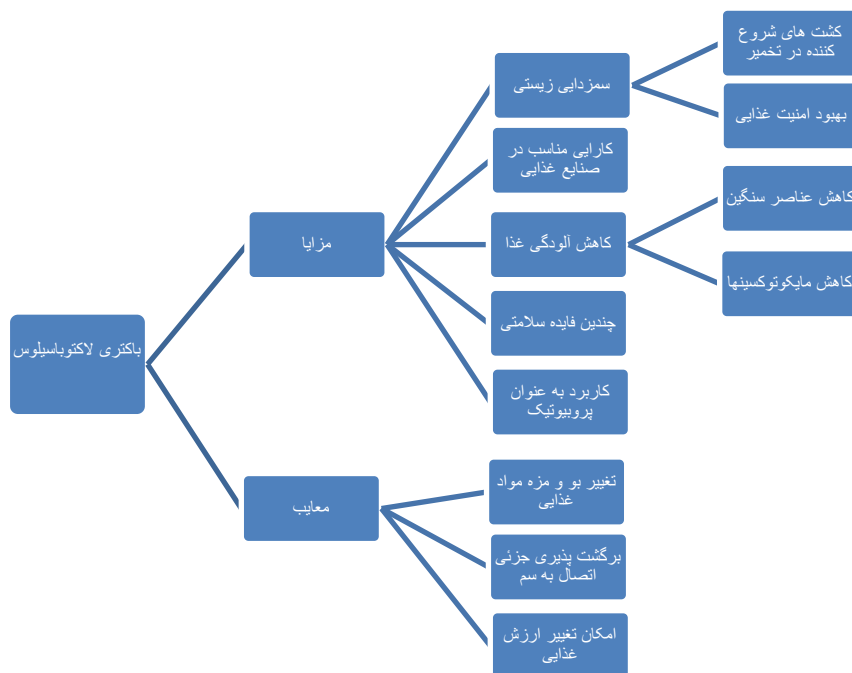 باکتری لاکتوباسیلوس
مزایا
سمزدایی زیستی
کشت های شروع
کننده در تخمیر
بهبود امنیت غذایی
کارایی مناسب در
صنایع غذایی
کاهش آلودگی غذا
کاهش عناصر سنگین
کاهش مایکوتوکسینها
چندین فایده سلامتی
کاربرد به عنوان
پروبیوتیک
معایب
تغییر بو و مزه مواد
غذایی
برگشت پذیری جزئی
اتصال به سم
امکان تغییر ارزش
غذایی